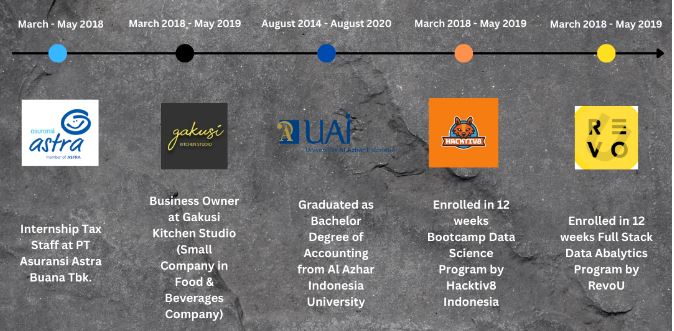 March - May 2018
March 2018 - May 2019
August 2014 - August 2020
March 2018 - May 2019
March 2018 - May 2019
asuransi
astra
member of ASTRA
gakusi
KITCHEN STUDIO
UAI
Universitas Al Azhar Indonesia
HACKTIV8
RE
VO
Internship Tax
Staff at PT
Asuransi Astra
Buana Tbk.
Business Owner
at Gakusi
Kitchen Studio
(Small
Company in
Food &
Beverages
Company)
Graduated as
Bachelor
Degree of
Accounting
from Al Azhar
Indonesia
University
Enrolled in 12
weeks
Bootcamp Data
Science
Program by
Hacktiv8
Indonesia
Enrolled in 12
weeks Full Stack
Data Abalytics
Program by
RevoU